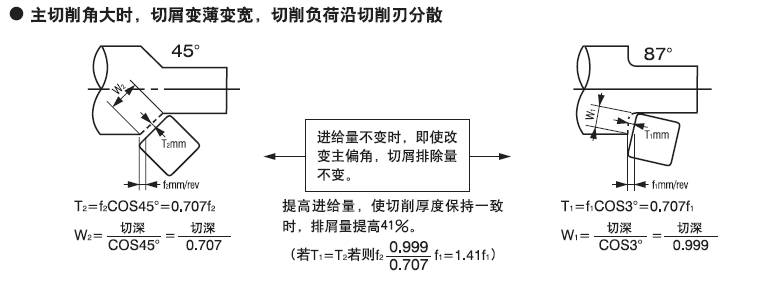 ● 主切削角大时，切屑变薄变宽，切削负荷沿切削刃分散
45°
W₂
T₂mm
f₂mm/rev
T₂=f₂COS45°=0.707f₂
W₂= 切深/COS45° = 切深/0.707
进给量不变时，即使改
变主偏角，切屑排除量
不变。
提高进给量，使切削厚度保持一致
时，排屑量提高41%。
（若T₁=T₂若则f₂ 0.999/0.707 f₁=1.41f₁）
87°
W₁
T₁mm
f₁mm/rev
T₁=f₁COS3°=0.707f₁
W₁= 切深/COS3° = 切深/0.999